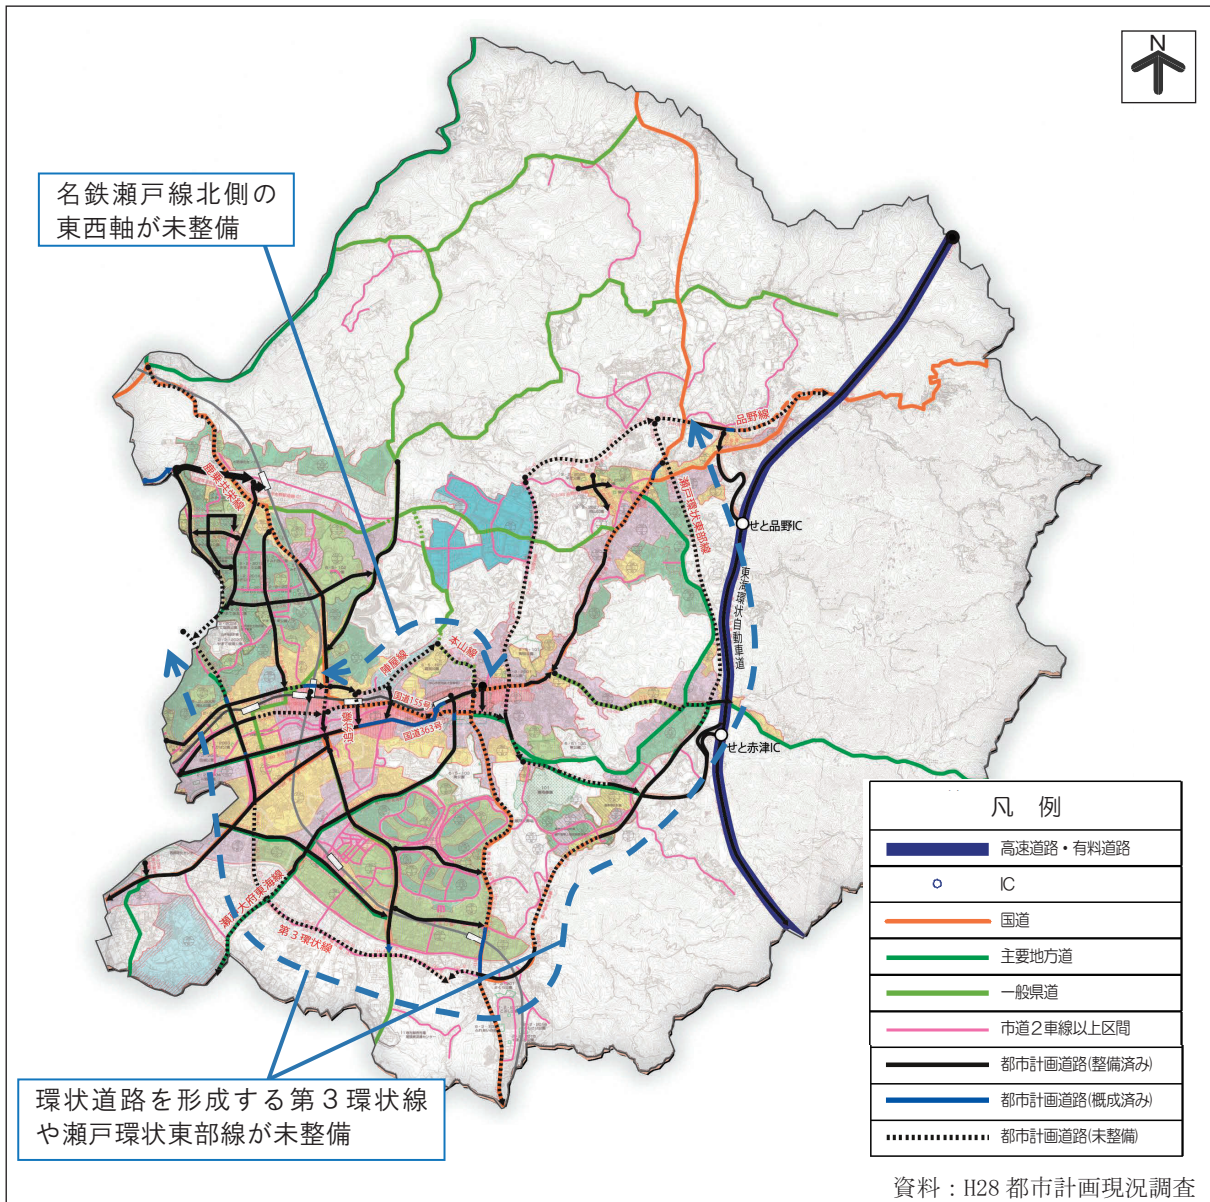 N
名鉄瀬戸線北側の
東西軸が未整備
品野線
瀬戸環状東部線
せと品野IC
東海環状自動車道
陣屋線
本山線
国道155号
国道363号
追分線
せと赤津IC
瀬戸大府東海線
第3環状線
環状道路を形成する第3環状線
や瀬戸環状東部線が未整備
凡 例
高速道路・有料道路
IC
国道
主要地方道
一般県道
市道2車線以上区間
都市計画道路(整備済み)
都市計画道路(概成済み)
都市計画道路(未整備)
資料:H28 都市計画現況調査